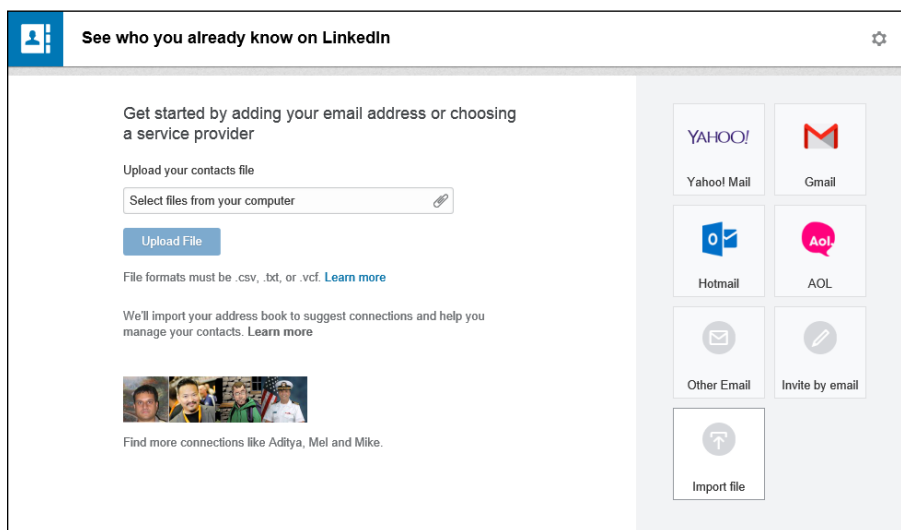 See who you already know on LinkedIn
Get started by adding your email address or choosing
a service provider
Upload your contacts file
Select files from your computer
Upload File
File formats must be .csv, .txt, or .vcf. Learn more
We'll import your address book to suggest connections and help you
manage your contacts. Learn more
Find more connections like Aditya, Mel and Mike.
YAHOO!
Yahoo! Mail
Gmail
Hotmail
Aol.
AOL
Other Email
Invite by email
Import file